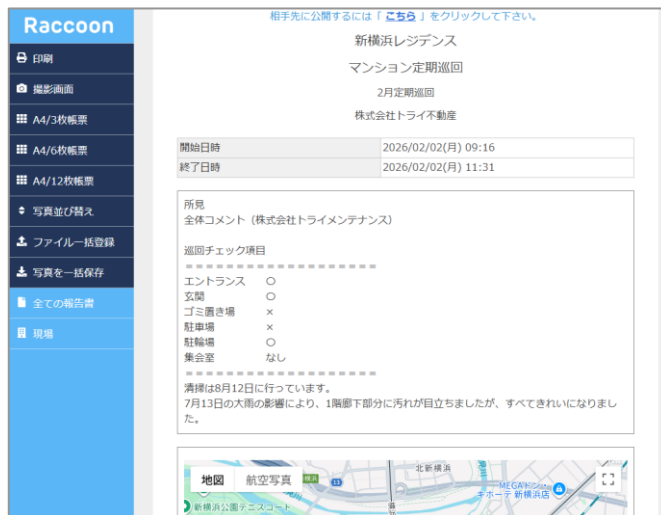 Raccoon
印刷
撮影画面
A4/3枚帳票
A4/6枚帳票
A4/12枚帳票
写真並び替え
ファイル一括登録
写真を一括保存
全ての報告書
現場
相手先に公開するには「 こちら 」をクリックして下さい。
新横浜レジデンス
マンション定期巡回
2月定期巡回
株式会社トライ不動産
開始日時 2026/02/02(月) 09:16
終了日時 2026/02/02(月) 11:31
所見
全体コメント（株式会社トライメンテナンス）
巡回チェック項目
＝＝＝＝＝＝＝＝＝＝＝＝＝＝＝＝＝＝＝
エントランス ○
玄関 ○
ゴミ置き場 ×
駐車場 ×
駐輪場 ○
集会室 なし
＝＝＝＝＝＝＝＝＝＝＝＝＝＝＝＝＝＝＝
清掃は8月12日に行っています。
7月13日の大雨の影響により、1階廊下部分に汚れが目立ちましたが、すべてきれいになりまし
た。
地図 航空写真
北新横浜
MEGAドン・
キホーテ 新横浜店
新横浜公園テニスコート